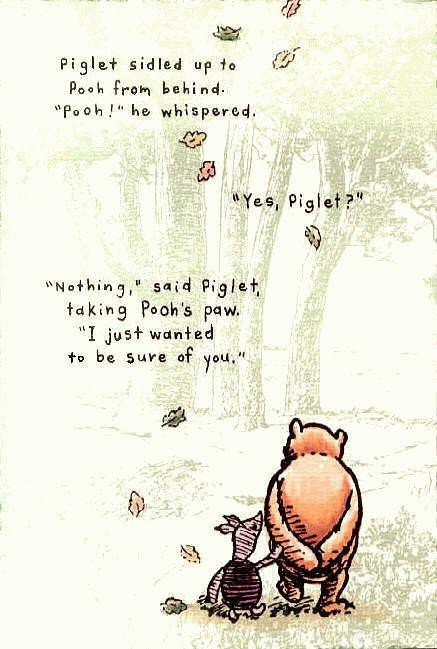 Piglet sidled up to
Pooh from behind.
"Pooh!" he whispered.
"Yes, Piglet?"
"Nothing," said Piglet,
taking Pooh's paw.
"I just wanted
to be sure of you."